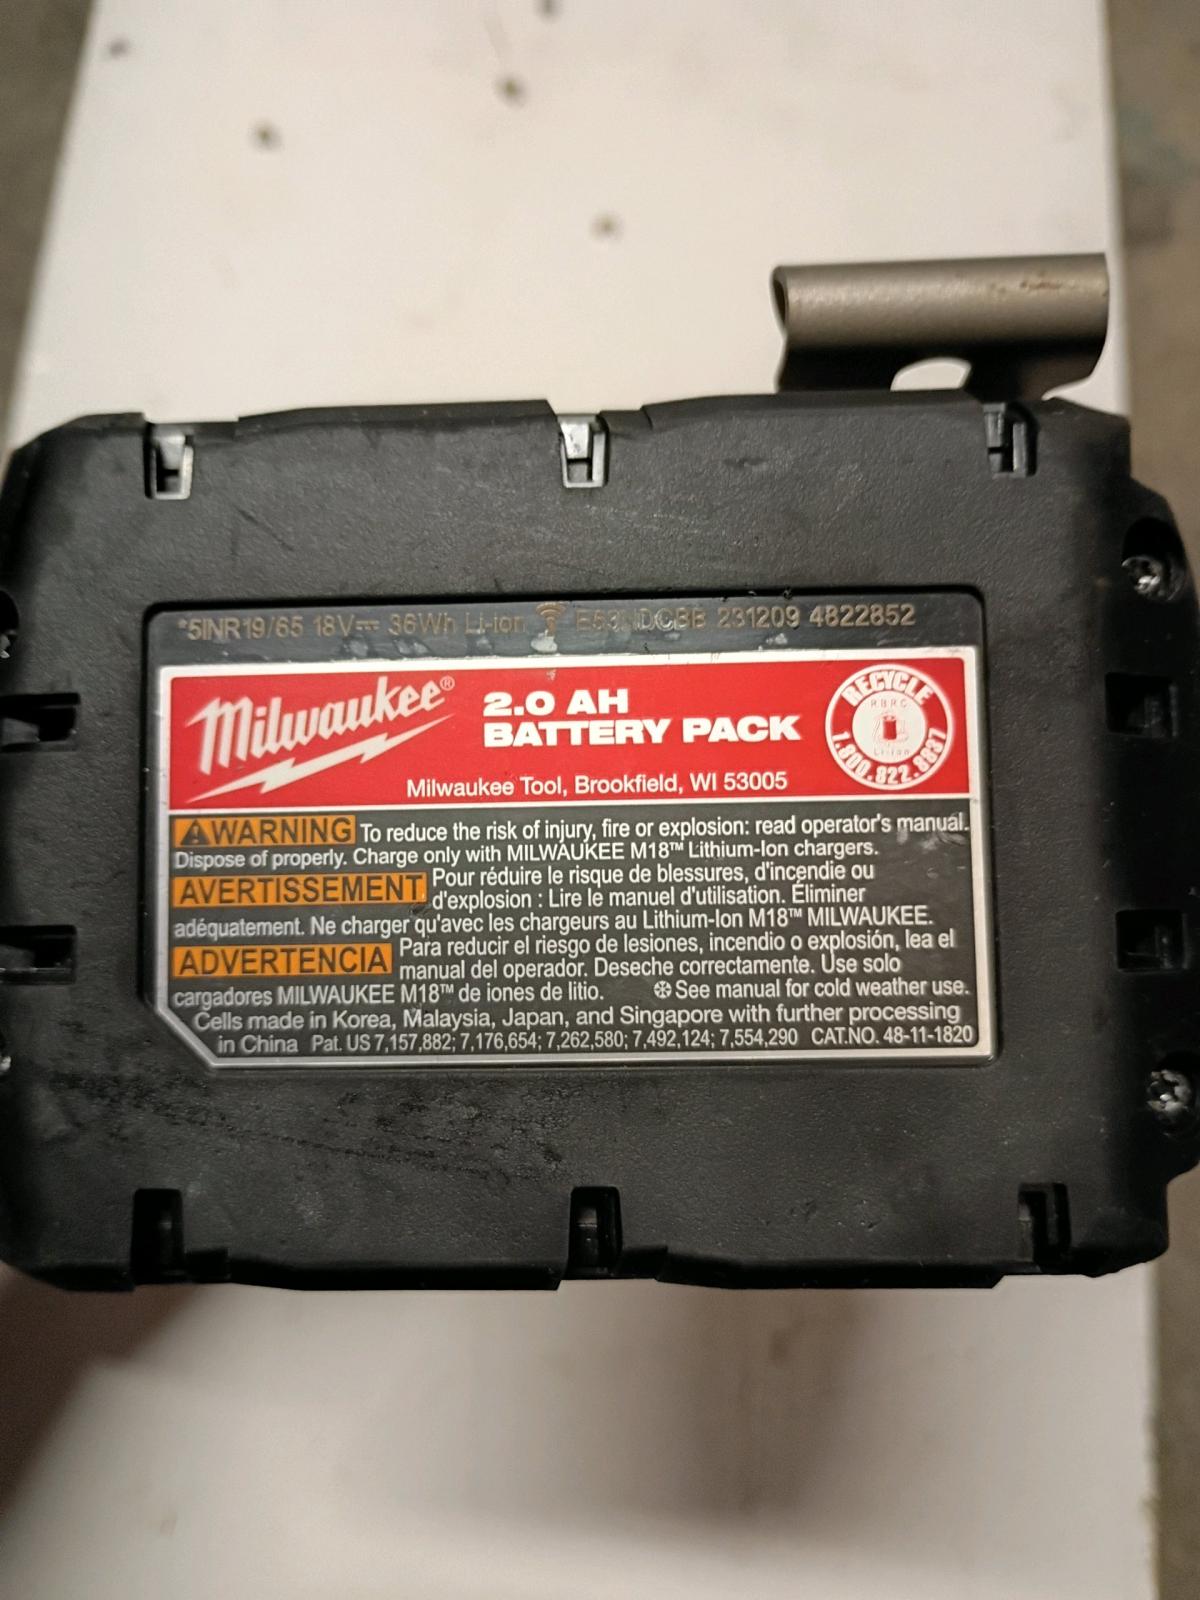 *5INR19/65 18V⎓ 36Wh Li-ion 231209 4822852
Milwaukee®
2.0 AH
BATTERY PACK
Milwaukee Tool, Brookfield, WI 53005
RECYCLE
RBRC
Li-ion
1.800.822.8837
⚠WARNING To reduce the risk of injury, fire or explosion: read operator's manual.
Dispose of properly. Charge only with MILWAUKEE M18™ Lithium-Ion chargers.
AVERTISSEMENT Pour réduire le risque de blessures, d'incendie ou
d'explosion : Lire le manuel d'utilisation. Éliminer
adéquatement. Ne charger qu'avec les chargeurs au Lithium-Ion M18™ MILWAUKEE.
ADVERTENCIA Para reducir el riesgo de lesiones, incendio o explosión, lea el
manual del operador. Deseche correctamente. Use solo
cargadores MILWAUKEE M18™ de iones de litio. ❄See manual for cold weather use.
Cells made in Korea, Malaysia, Japan, and Singapore with further processing
in China Pat. US 7,157,882; 7,176,654; 7,262,580; 7,492,124; 7,554,290 CAT.NO. 48-11-1820